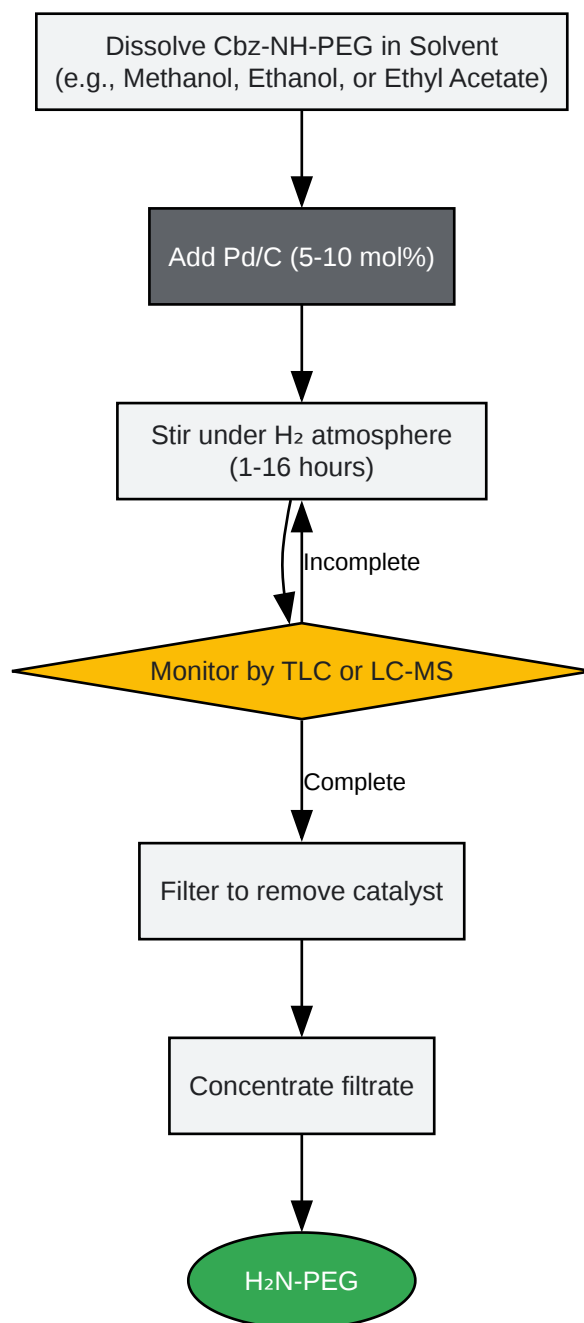 Dissolve Cbz-NH-PEG in Solvent
(e.g., Methanol, Ethanol, or Ethyl Acetate)
Add Pd/C (5-10 mol%)
Stir under H₂ atmosphere
(1-16 hours)
Incomplete
Monitor by TLC or LC-MS
Complete
Filter to remove catalyst
Concentrate filtrate
H₂N-PEG